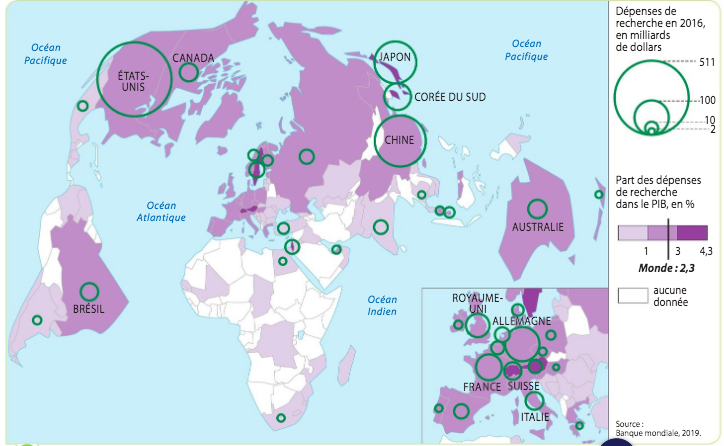 Océan
Pacifique
ÉTATS-
UNIS
CANADA
JAPON
CORÉE DU SUD
CHINE
Océan
Pacifique
Océan
Atlantique
AUSTRALIE
BRÉSIL
Océan
Indien
ROYAUME-
UNI
ALLEMAGNE
FRANCE
SUISSE
ITALIE
Dépenses de
recherche en 2016,
en milliards
de dollars
511
100
10
2
Part des dépenses
de recherche
dans le PIB, en %
1 3 4,3
Monde : 2,3
aucune
donnée
Source :
Banque mondiale, 2019.